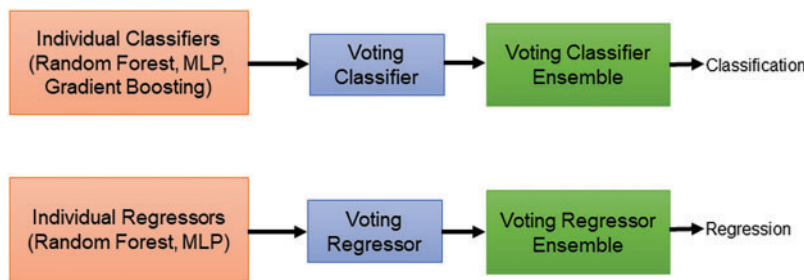 Individual Classifiers
(Random Forest, MLP,
Gradient Boosting)
Voting
Classifier
Voting Classifier
Ensemble
Classification
Individual Regressors
(Random Forest, MLP)
Voting
Regressor
Voting Regressor
Ensemble
Regression